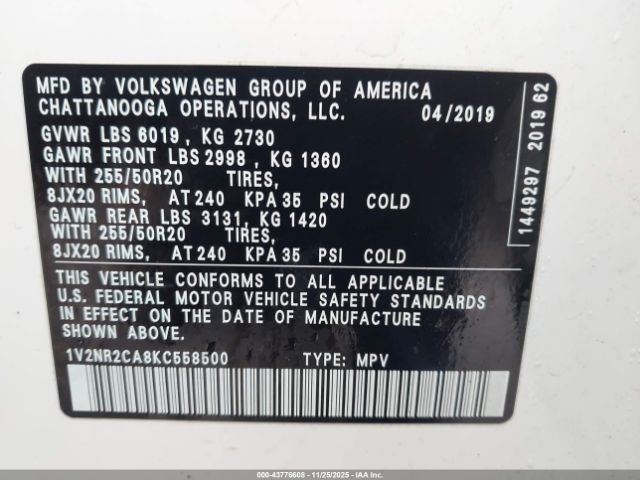 MFD BY VOLKSWAGEN GROUP OF AMERICA
CHATTANOOGA OPERATIONS, LLC. 04/2019
GVWR LBS 6019 , KG 2730
GAWR FRONT LBS 2998 , KG 1360
WITH 255/50R20 TIRES,
8JX20 RIMS, AT 240 KPA 35 PSI COLD
GAWR REAR LBS 3131, KG 1420
WITH 255/50R20 TIRES,
8JX20 RIMS, AT 240 KPA 35 PSI COLD
THIS VEHICLE CONFORMS TO ALL APPLICABLE
U.S. FEDERAL MOTOR VEHICLE SAFETY STANDARDS
IN EFFECT ON THE DATE OF MANUFACTURE
SHOWN ABOVE.
1V2NR2CA8KC558500 TYPE: MPV
1449297 2019 62
000-43776608 - 11/25/2025 - IAA, Inc.